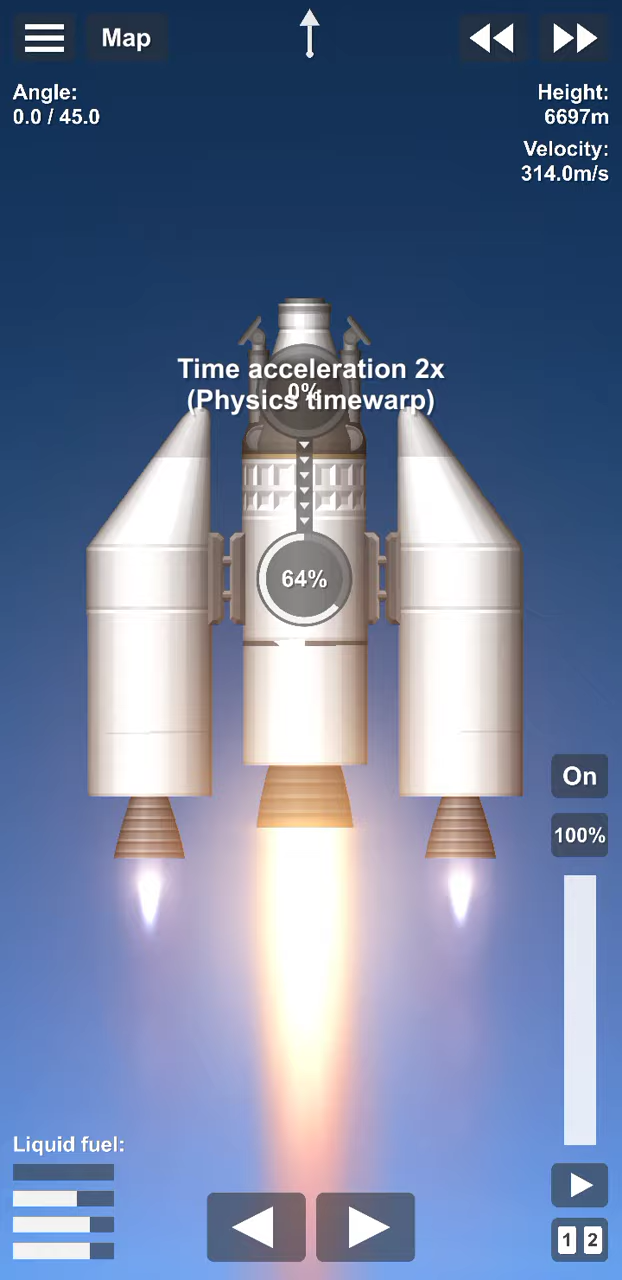 Map
Angle:
0.0 / 45.0
Height:
6697m
Velocity:
314.0m/s
Time acceleration 2x
0%
(Physics timewarp)
64%
On
100%
Liquid fuel:
1 2